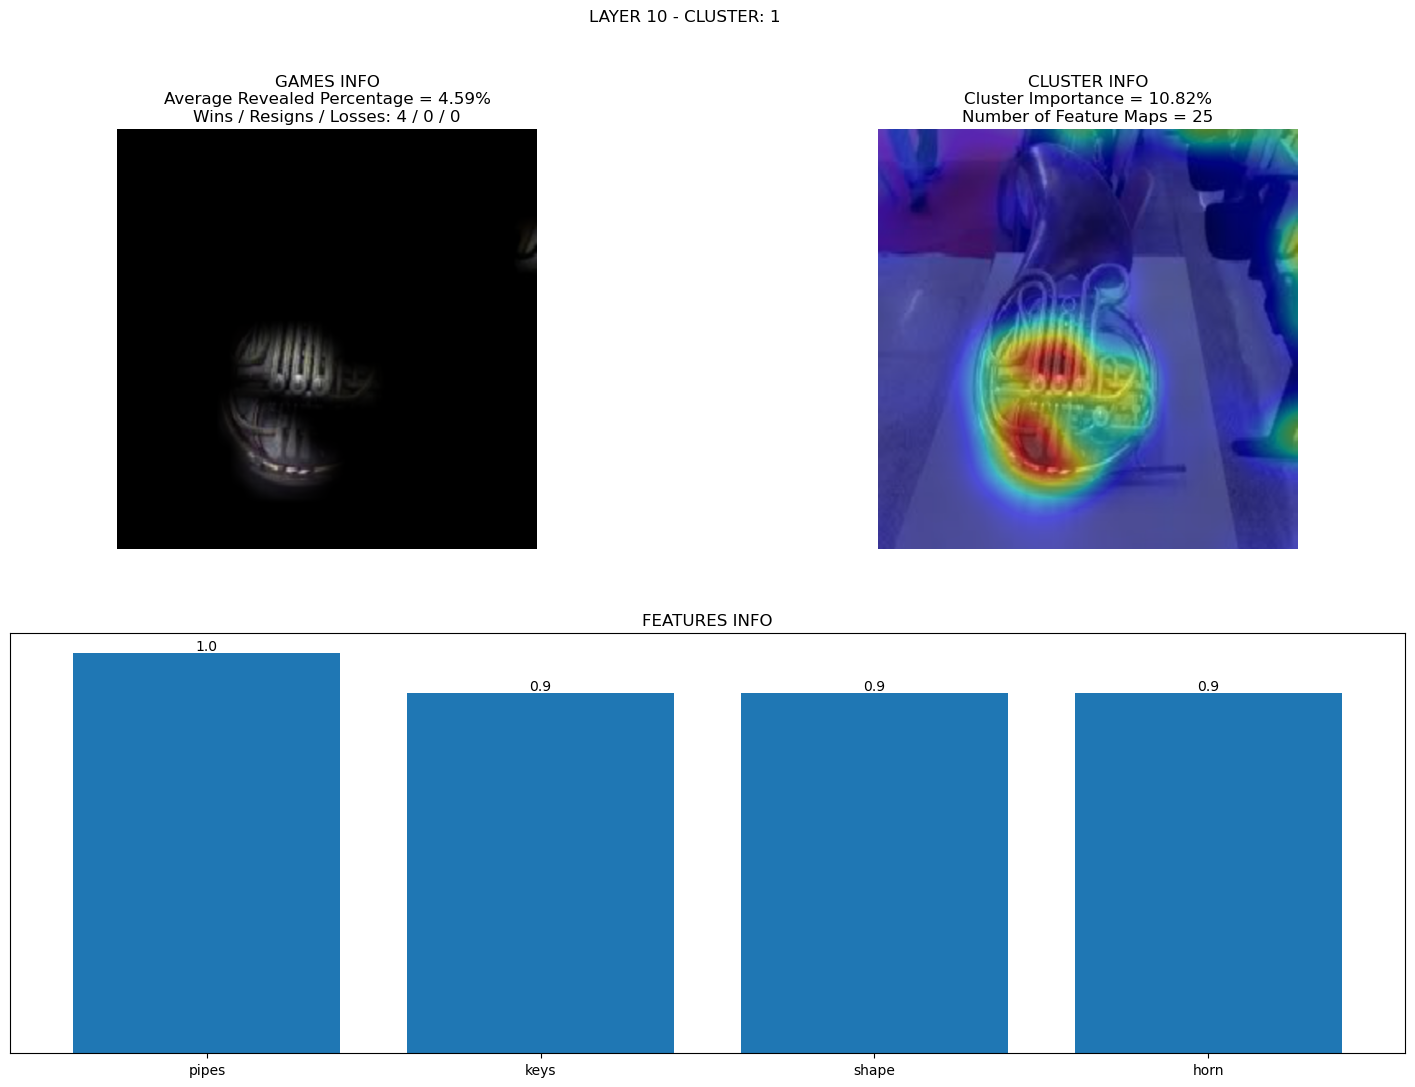 LAYER 10 - CLUSTER: 1
GAMES INFO
Average Revealed Percentage = 4.59%
Wins / Resigns / Losses: 4 / 0 / 0
CLUSTER INFO
Cluster Importance = 10.82%
Number of Feature Maps = 25
FEATURES INFO
1.0
0.9
0.9
0.9
pipes
keys
shape
horn